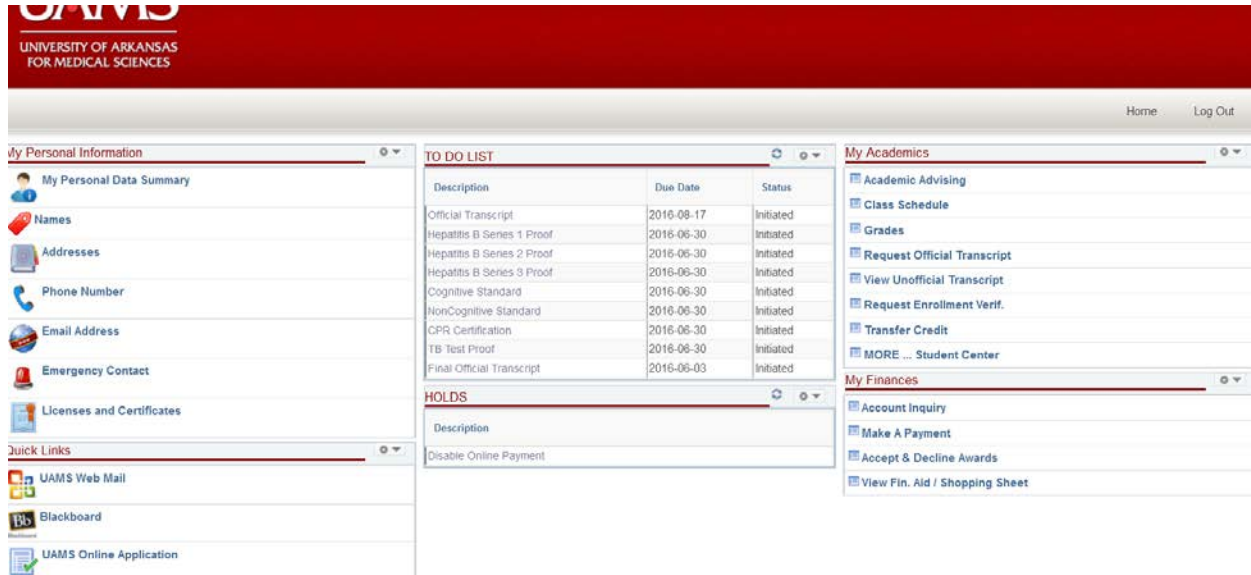 UAMS
UNIVERSITY OF ARKANSAS
FOR MEDICAL SCIENCES
Home Log Out
My Personal Information
My Personal Data Summary
Names
Addresses
Phone Number
Email Address
Emergency Contact
Licenses and Certificates
Quick Links
UAMS Web Mail
Bb Blackboard
UAMS Online Application
TO DO LIST
Description Due Date Status
Official Transcript 2016-08-17 Initiated
Hepatitis B Series 1 Proof 2016-06-30 Initiated
Hepatitis B Series 2 Proof 2016-06-30 Initiated
Hepatitis B Series 3 Proof 2016-06-30 Initiated
Cognitive Standard 2016-06-30 Initiated
NonCognitive Standard 2016-06-30 Initiated
CPR Certification 2016-06-30 Initiated
TB Test Proof 2016-06-30 Initiated
Final Official Transcript 2016-06-03 Initiated
HOLDS
Description
Disable Online Payment
My Academics
Academic Advising
Class Schedule
Grades
Request Official Transcript
View Unofficial Transcript
Request Enrollment Verif.
Transfer Credit
MORE ... Student Center
My Finances
Account Inquiry
Make A Payment
Accept & Decline Awards
View Fin. Aid / Shopping Sheet